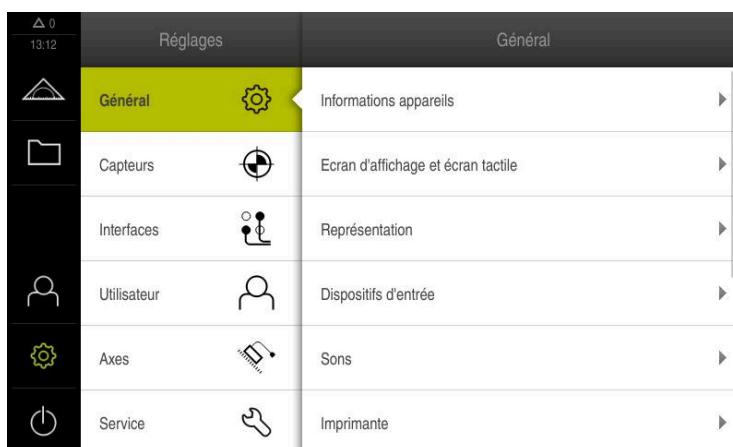 0
13:12
Réglages
Général
Général
Capteurs
Interfaces
Utilisateur
Axes
Service
Informations appareils
Ecran d'affichage et écran tactile
Représentation
Dispositifs d'entrée
Sons
Imprimante